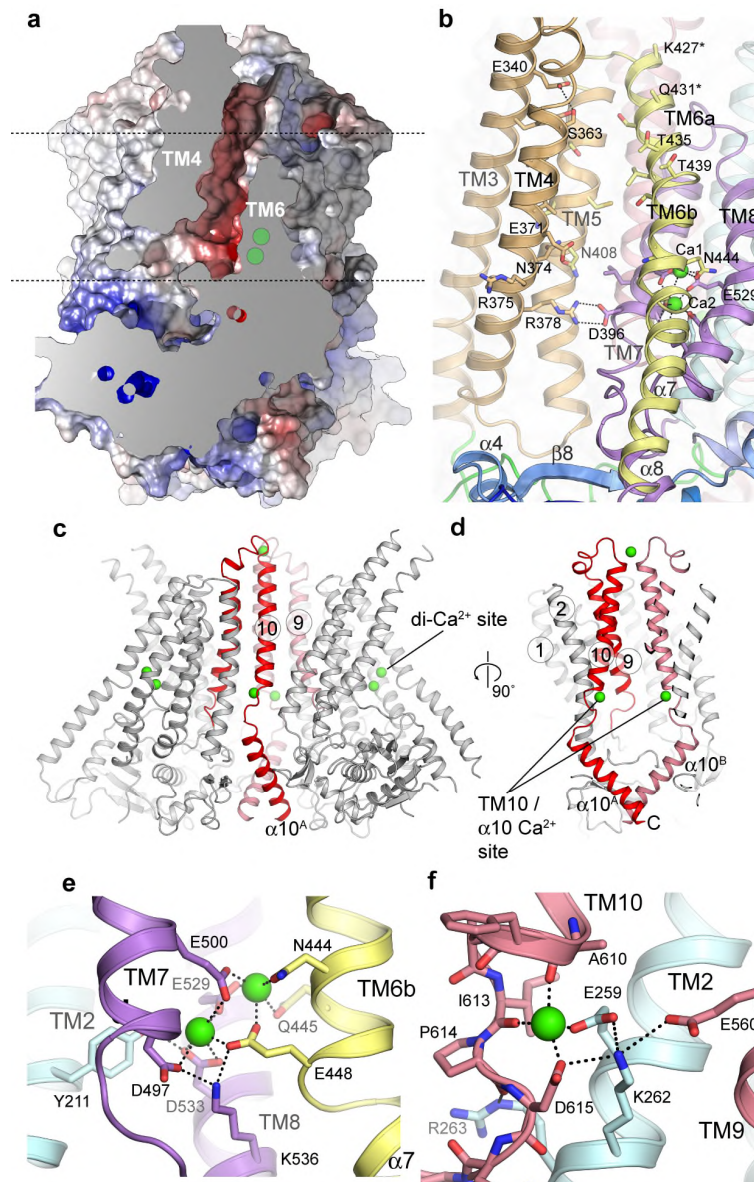 a
TM4
TM6
b
E340
K427*
Q431*
TM6a
S363
T435
T439
TM3
TM4
TM5
TM6b
TM8
E371
Ca1
N444
N408
N374
E529
R375
Ca2
R378
D396
TM7
α7
α4
β8
α8
c
10
9
di-Ca²⁺ site
90°
α10ᴬ
d
2
1
10
9
α10ᴮ
α10ᴬ
C
TM10 /
α10 Ca²⁺
site
e
E500
N444
TM7
E529
TM6b
TM2
Q445
E448
Y211
D497
D533
TM8
K536
α7
f
TM10
A610
TM2
I613
E259
P614
E560
D615
K262
R263
TM9